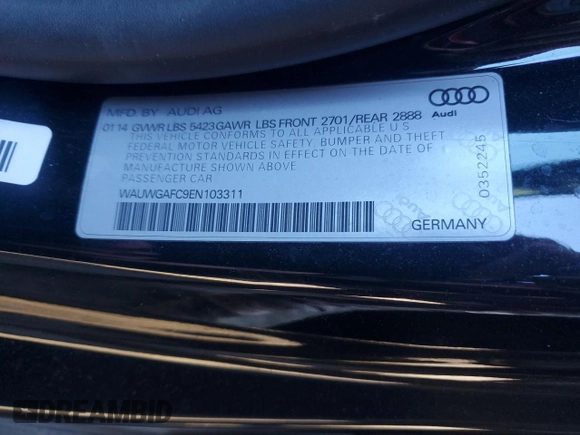 MFD. BY AUDI AG
01 14 GVWR LBS 5423 GAWR LBS FRONT 2701/REAR 2888
Audi
THIS VEHICLE CONFORMS TO ALL APPLICABLE U S
FEDERAL MOTOR VEHICLE SAFETY, BUMPER AND THEFT
PREVENTION STANDARDS IN EFFECT ON THE DATE OF
MANUFACTURE SHOWN ABOVE
PASSENGER CAR
WAUWGAFC9EN103311
0352245
GERMANY
DREAMBID